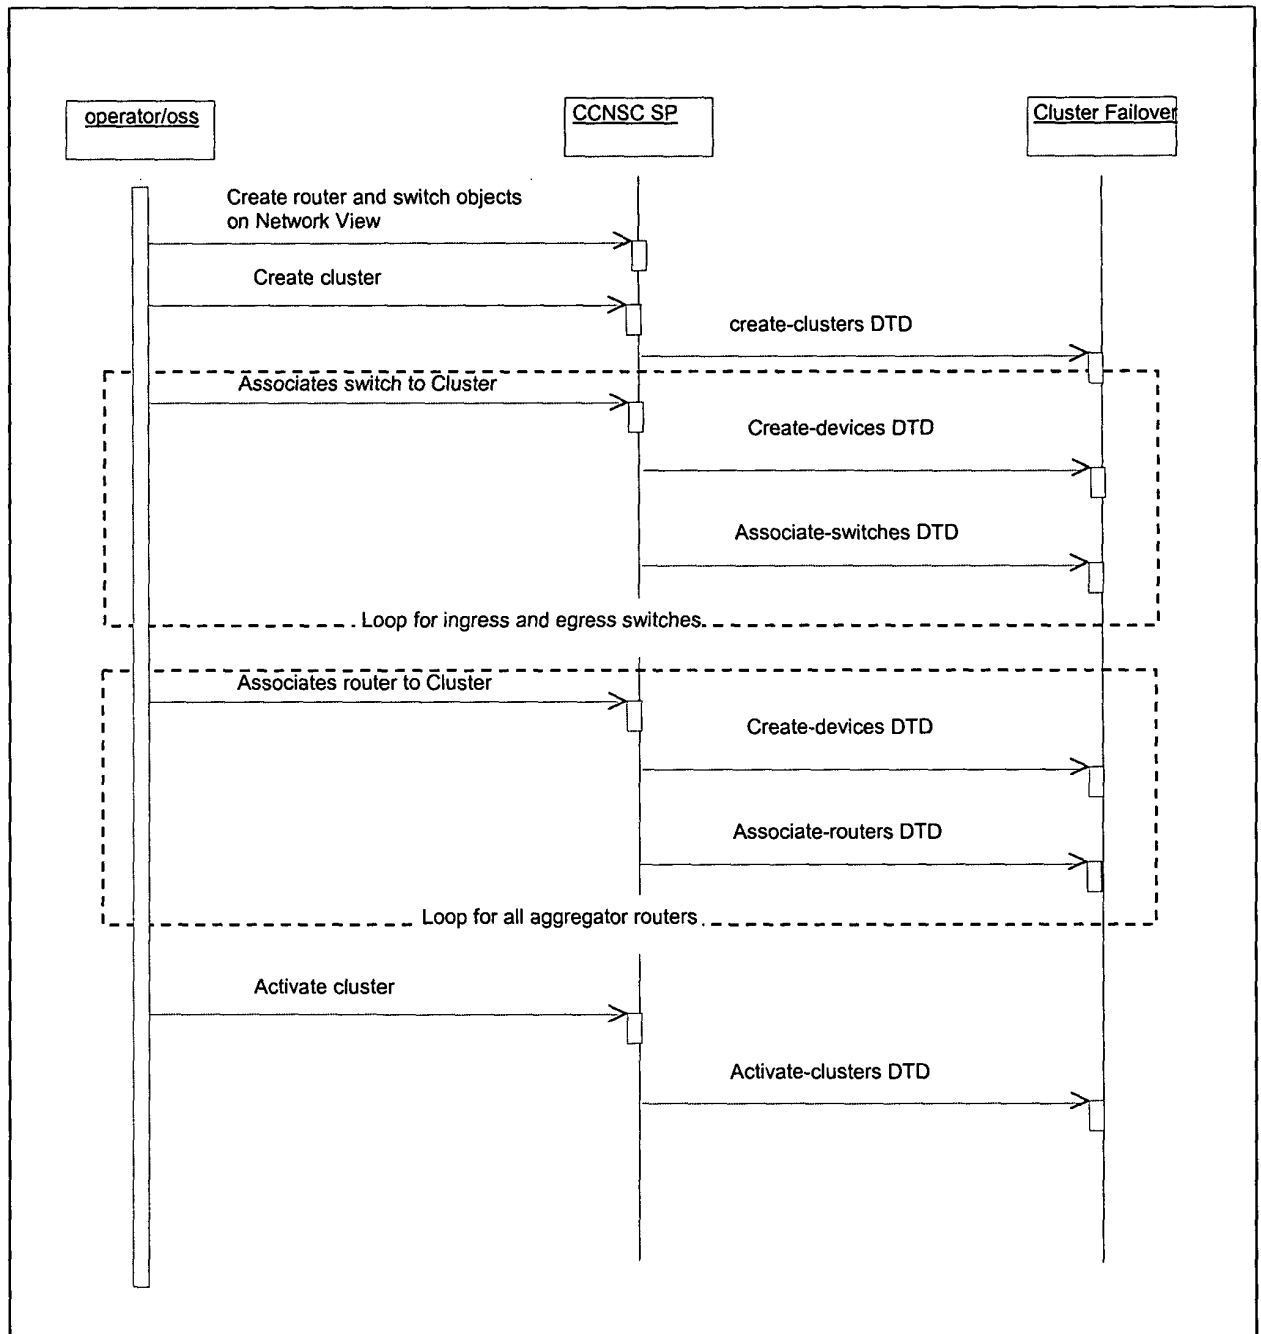 operator/oss
CCNSC SP
Cluster Failover
Create router and switch objects
on Network View
Create cluster
create-clusters DTD
Associates switch to Cluster
Create-devices DTD
Associate-switches DTD
Loop for ingress and egress switches
Associates router to Cluster
Create-devices DTD
Associate-routers DTD
Loop for all aggregator routers
Activate cluster
Activate-clusters DTD